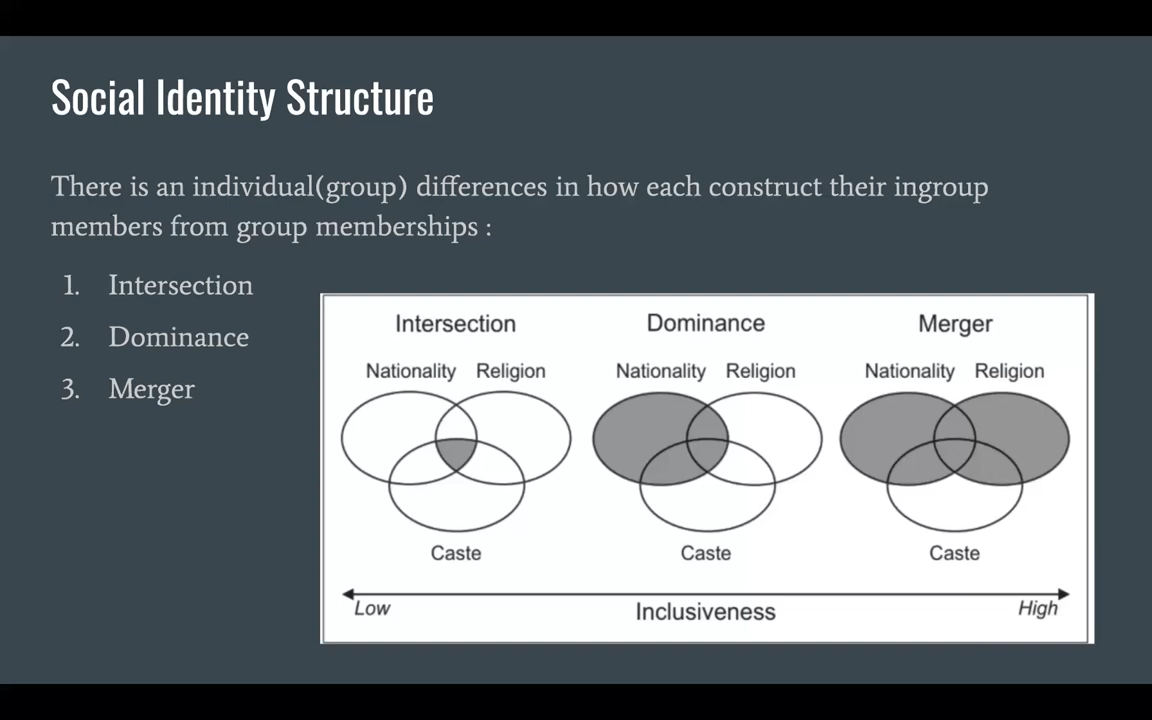 Social Identity Structure
There is an individual(group) differences in how each construct their ingroup
members from group memberships :
1. Intersection
2. Dominance
3. Merger
Intersection Dominance Merger
Nationality Religion Nationality Religion Nationality Religion
Caste Caste Caste
Low Inclusiveness High